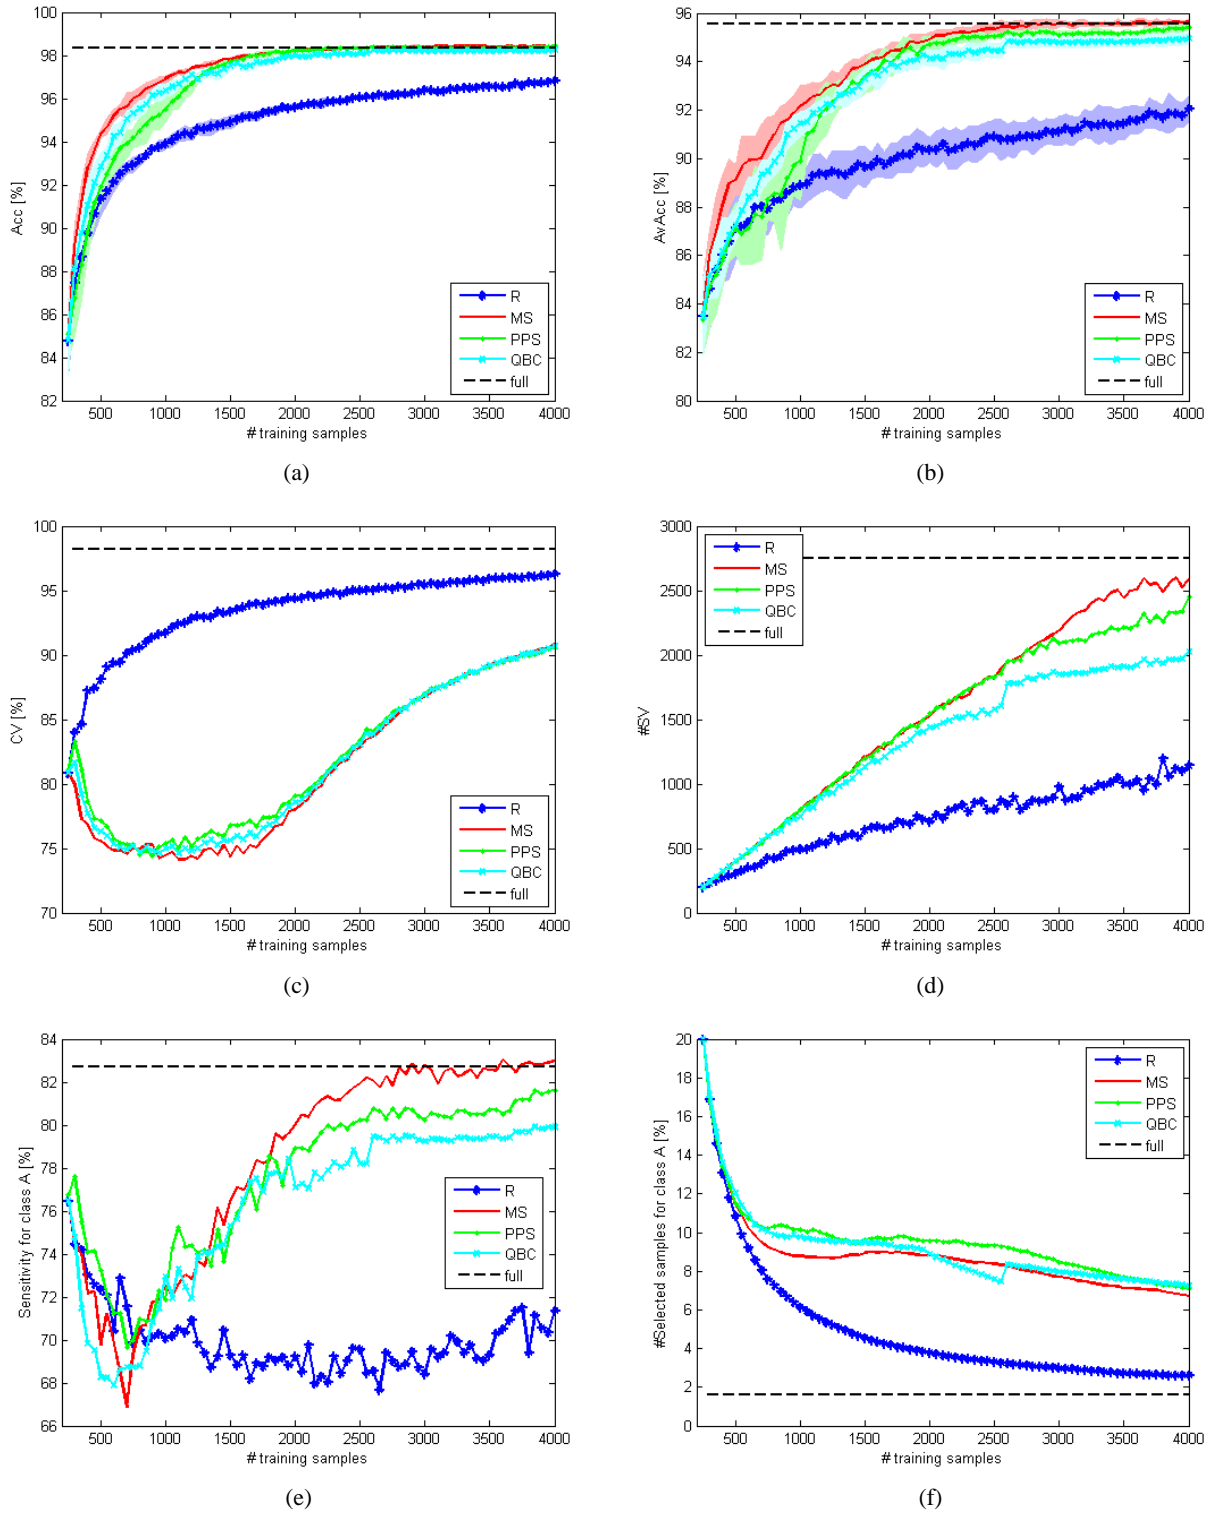 100
98
96
94
92
90
88
86
84
82
Acc [%]
R
MS
PPS
QBC
full
500 1000 1500 2000 2500 3000 3500 4000
# training samples
(a)
96
94
92
90
88
86
84
82
80
AvAcc [%]
R
MS
PPS
QBC
full
500 1000 1500 2000 2500 3000 3500 4000
# training samples
(b)
100
95
90
85
80
75
70
CV [%]
R
MS
PPS
QBC
full
500 1000 1500 2000 2500 3000 3500 4000
# training samples
(c)
3000
2500
2000
1500
1000
500
0
#SV
R
MS
PPS
QBC
full
500 1000 1500 2000 2500 3000 3500 4000
# training samples
(d)
84
82
80
78
76
74
72
70
68
66
Sensitivity for class A [%]
R
MS
PPS
QBC
full
500 1000 1500 2000 2500 3000 3500 4000
# training samples
(e)
20
18
16
14
12
10
8
6
4
2
0
#Selected samples for class A [%]
R
MS
PPS
QBC
full
500 1000 1500 2000 2500 3000 3500 4000
# training samples
(f)